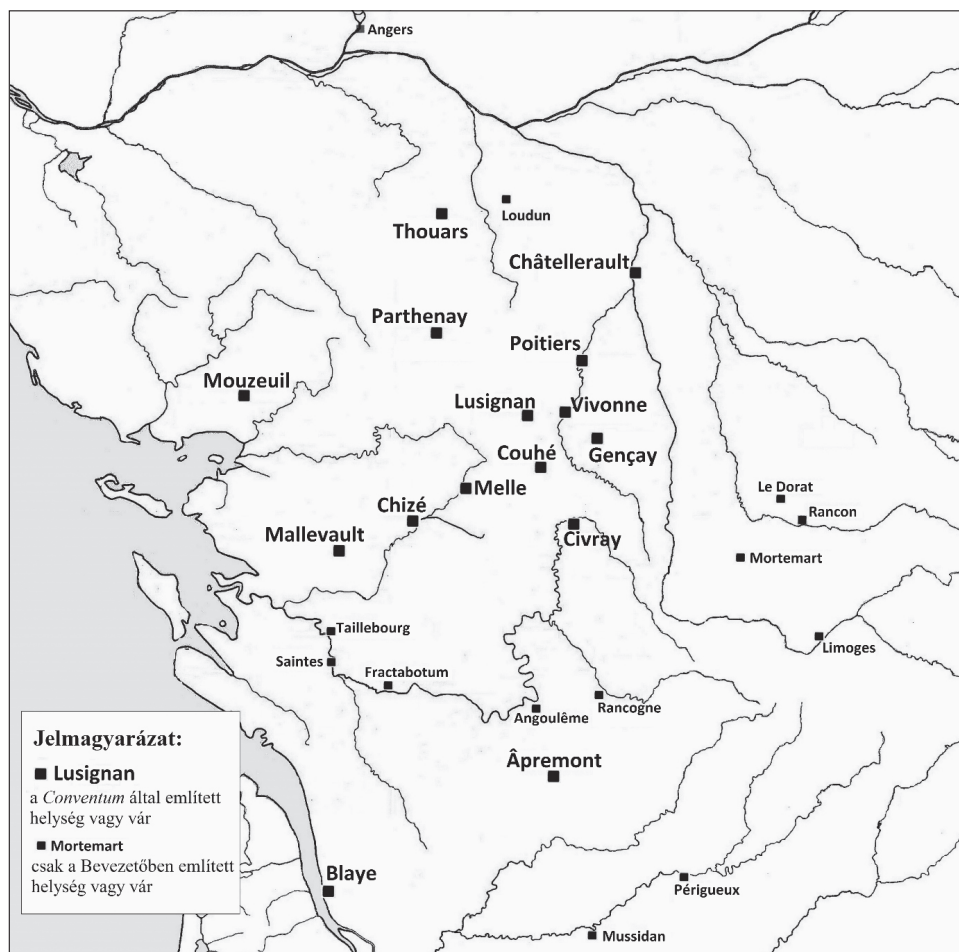 Angers
Loudun
Thouars
Châtellerault
Parthenay
Poitiers
Mouzeuil
Lusignan
Vivonne
Gençay
Couhé
Melle
Le Dorat
Chizé
Rancon
Mallevault
Civray
Mortemart
Taillebourg
Limoges
Saintes
Fractabotum
Rancogne
Angoulême
Âpremont
Blaye
Périgueux
Mussidan
Jelmagyarázat:
Lusignan
a Conventum által említett
helység vagy vár
Mortemart
csak a Bevezetőben említett
helység vagy vár